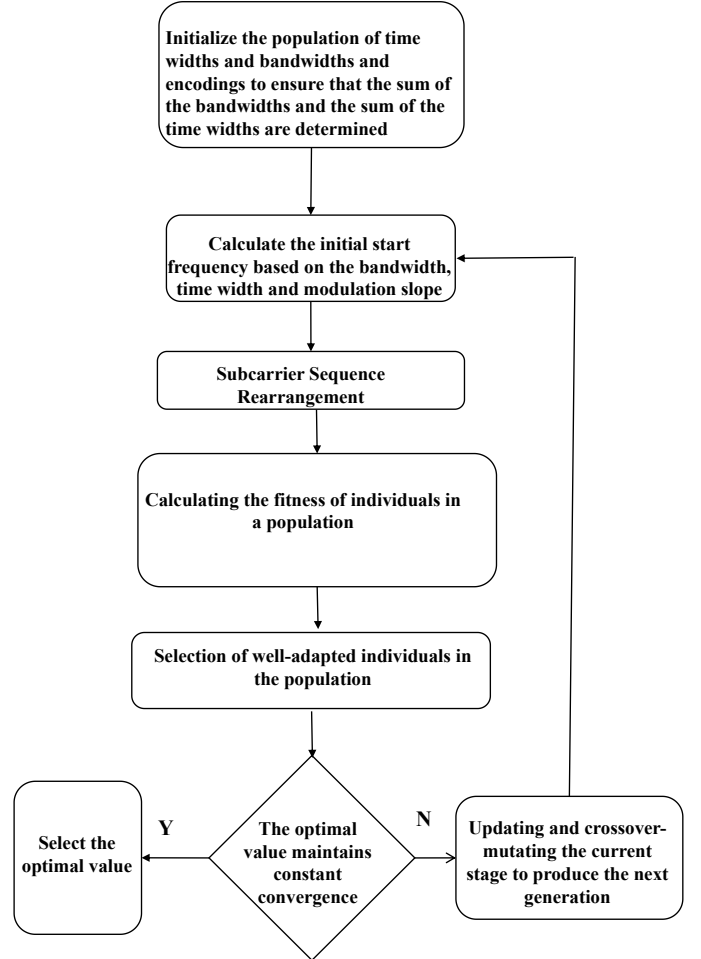 Initialize the population of time
widths and bandwidths and
encodings to ensure that the sum of
the bandwidths and the sum of the
time widths are determined
Calculate the initial start
frequency based on the bandwidth,
time width and modulation slope
Subcarrier Sequence
Rearrangement
Calculating the fitness of individuals in
a population
Selection of well-adapted individuals in
the population
The optimal
value maintains
constant
convergence
Y
Select the
optimal value
N
Updating and crossover-
mutating the current
stage to produce the next
generation